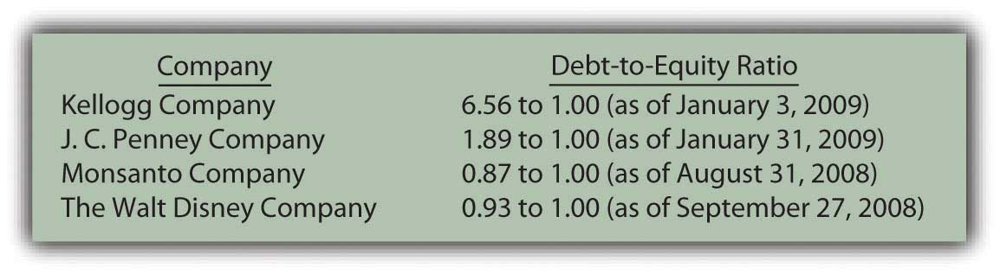 Company Debt-to-Equity Ratio
Kellogg Company 6.56 to 1.00 (as of January 3, 2009)
J. C. Penney Company 1.89 to 1.00 (as of January 31, 2009)
Monsanto Company 0.87 to 1.00 (as of August 31, 2008)
The Walt Disney Company 0.93 to 1.00 (as of September 27, 2008)